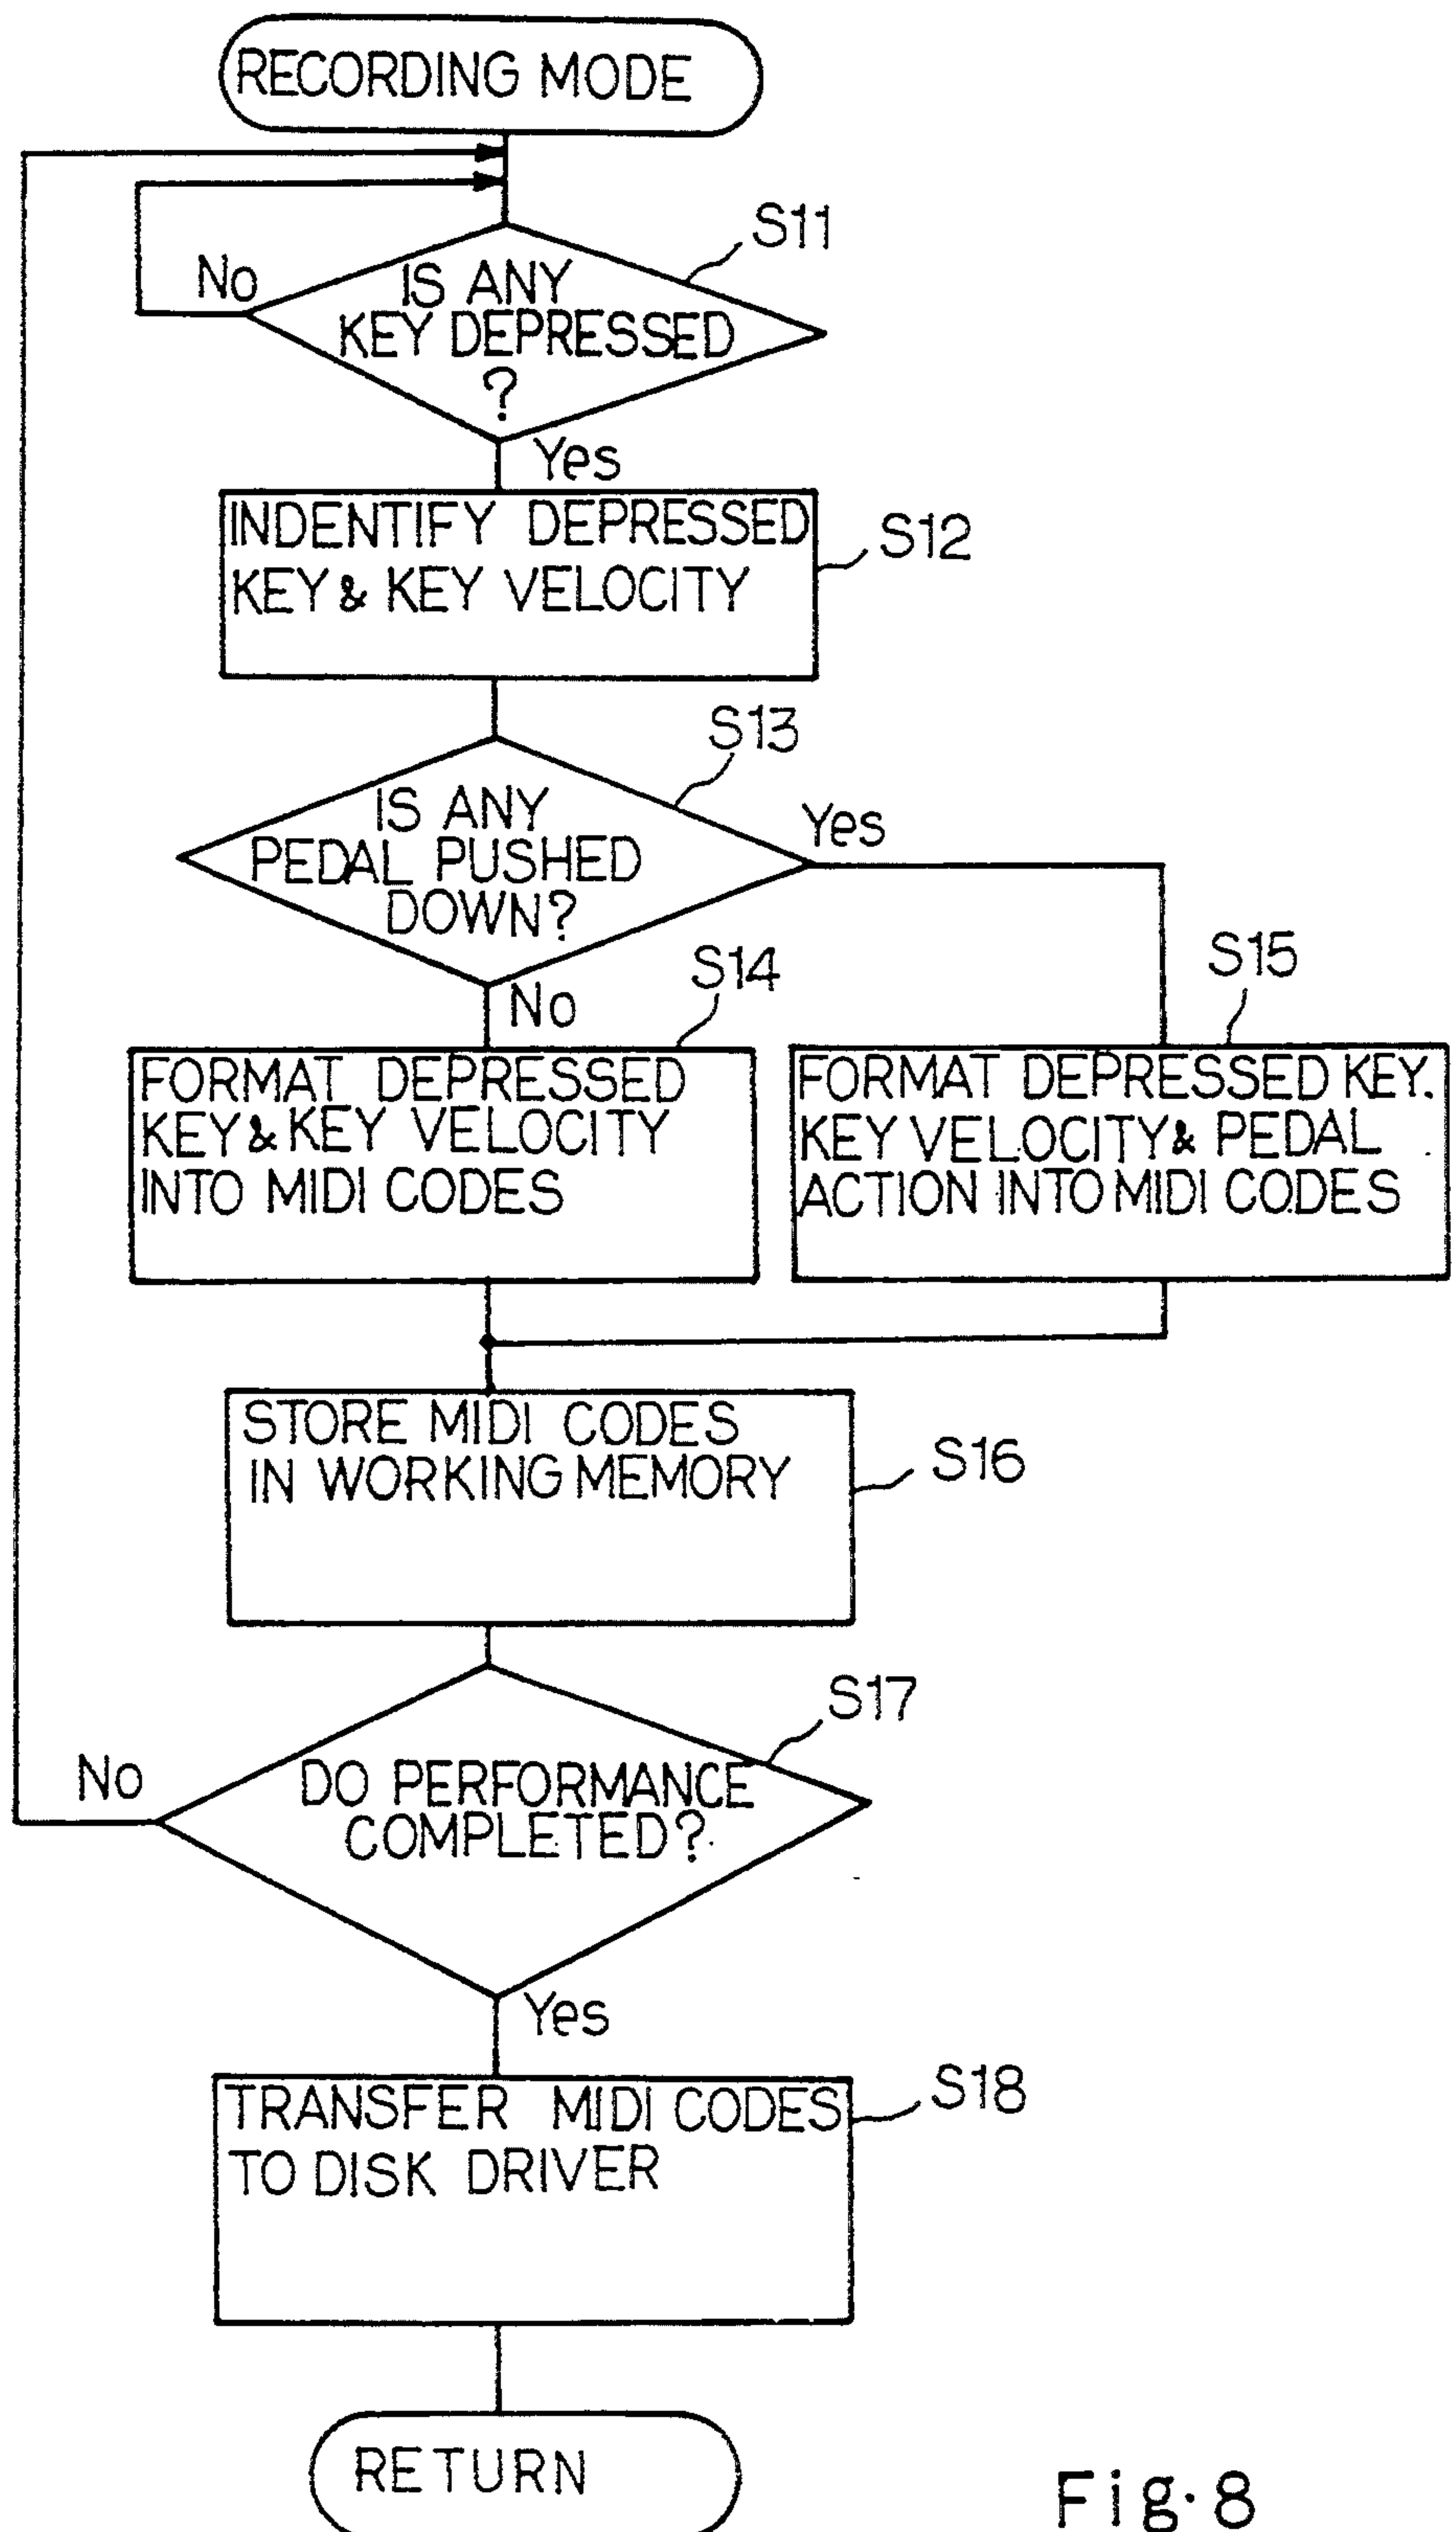 RECORDING MODE
S11
No
IS ANY
KEY DEPRESSED
?
Yes
INDENTIFY DEPRESSED
KEY & KEY VELOCITY
S12
S13
IS ANY
PEDAL PUSHED
DOWN?
Yes
No
S14
S15
FORMAT DEPRESSED
KEY & KEY VELOCITY
INTO MIDI CODES
FORMAT DEPRESSED KEY.
KEY VELOCITY & PEDAL
ACTION INTO MIDI CODES
STORE MIDI CODES
IN WORKING MEMORY
S16
S17
No
DO PERFORMANCE
COMPLETED?
Yes
TRANSFER MIDI CODES
TO DISK DRIVER
S18
RETURN
Fig. 8